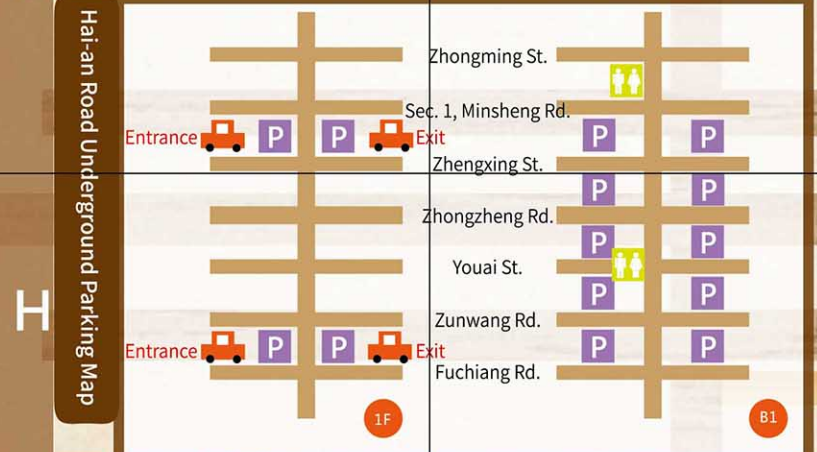 Hai-an Road Underground Parking Map
H
Zhongming St.
Sec. 1, Minsheng Rd.
Entrance P P Exit P P
Zhengxing St.
P P
Zhongzheng Rd.
P P
Youai St.
P P
Zunwang Rd.
Entrance P P Exit P P
Fuchiang Rd.
1F B1